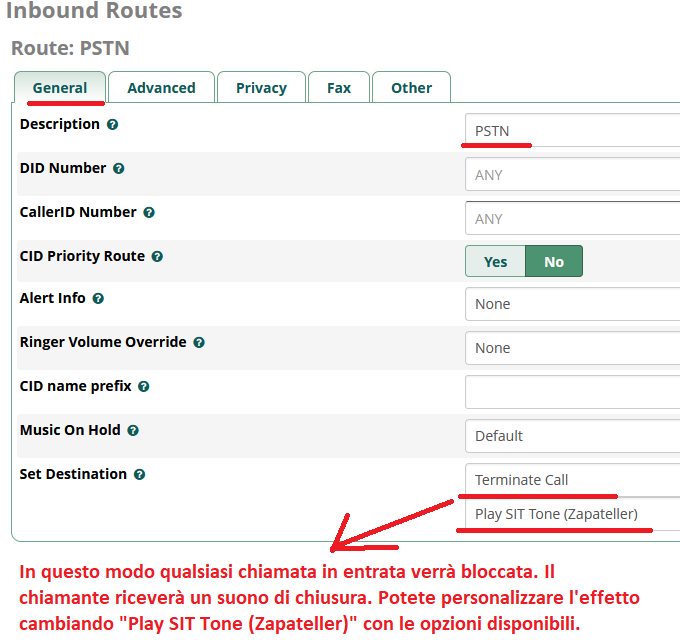 Inbound Routes
Route: PSTN
General Advanced Privacy Fax Other
Description ? PSTN
DID Number ? ANY
CallerID Number ? ANY
CID Priority Route ? Yes No
Alert Info ? None
Ringer Volume Override ? None
CID name prefix ?
Music On Hold ? Default
Set Destination ? Terminate Call
Play SIT Tone (Zapateller)
In questo modo qualsiasi chiamata in entrata verrà bloccata. Il
chiamante riceverà un suono di chiusura. Potete personalizzare l'effetto
cambiando "Play SIT Tone (Zapateller)" con le opzioni disponibili.